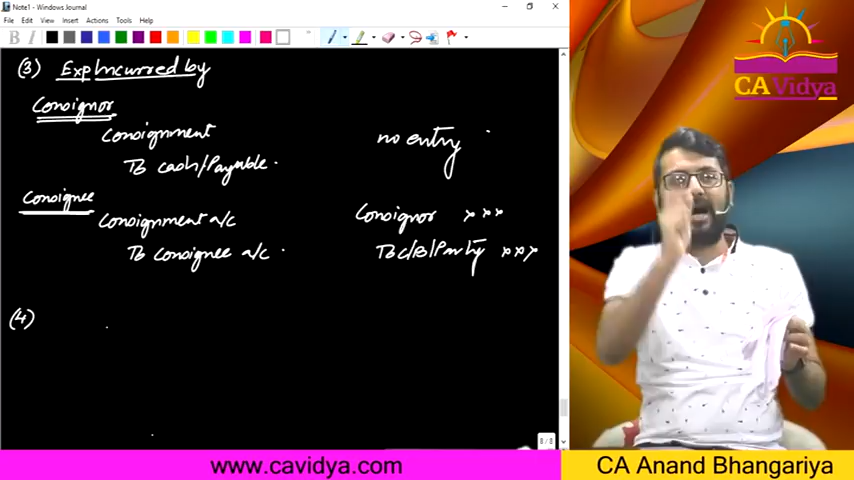 Note1 - Windows Journal
File Edit View Insert Actions Tools Help
B I
(3) Exp Incurred by
Consignor
Consignment
no entry
To cash/Payable.
Consignee
Consignment a/c
Consignor xxx
To Consignee a/c.
To c/B/Party xxx
(4)
8 / 8
CA Vidya
www.cavidya.com
CA Anand Bhangariya